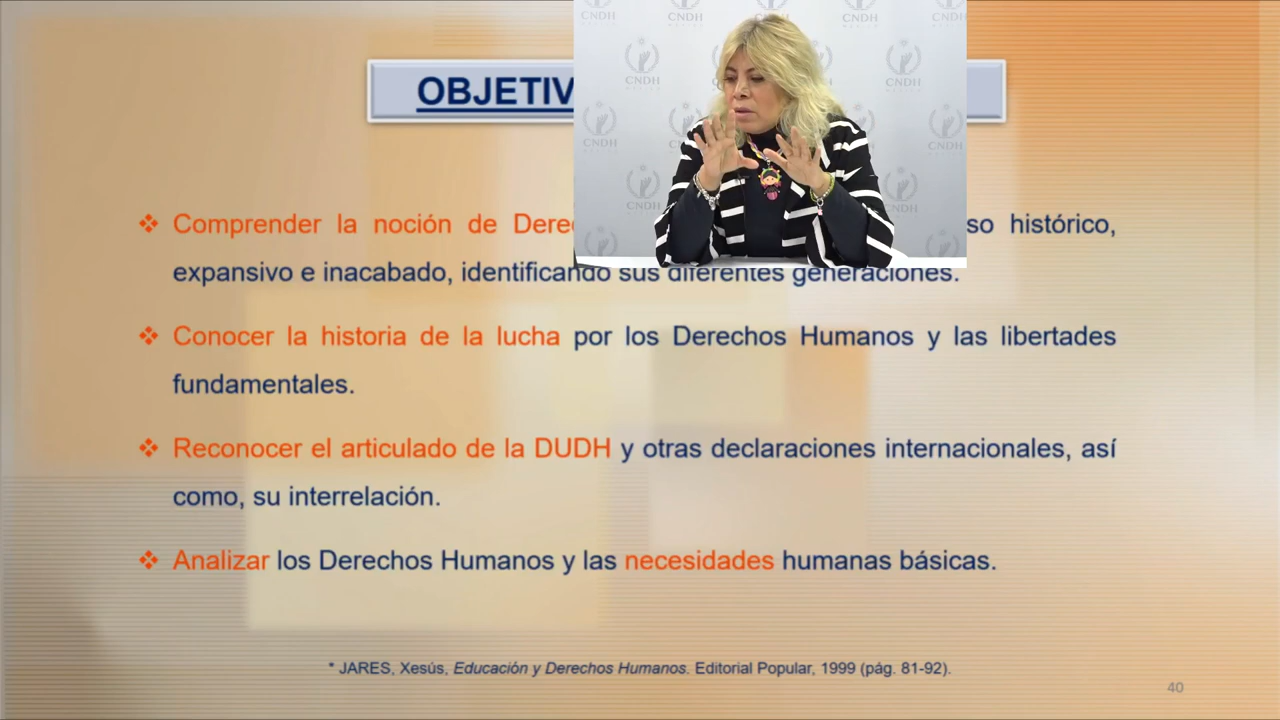 CNDH
OBJETIV
❖ Comprender la noción de Derec so histórico,
expansivo e inacabado, identificando sus diferentes generaciones.
❖ Conocer la historia de la lucha por los Derechos Humanos y las libertades
fundamentales.
❖ Reconocer el articulado de la DUDH y otras declaraciones internacionales, así
como, su interrelación.
❖ Analizar los Derechos Humanos y las necesidades humanas básicas.
* JARES, Xesús, Educación y Derechos Humanos. Editorial Popular, 1999 (pág. 81-92).
40